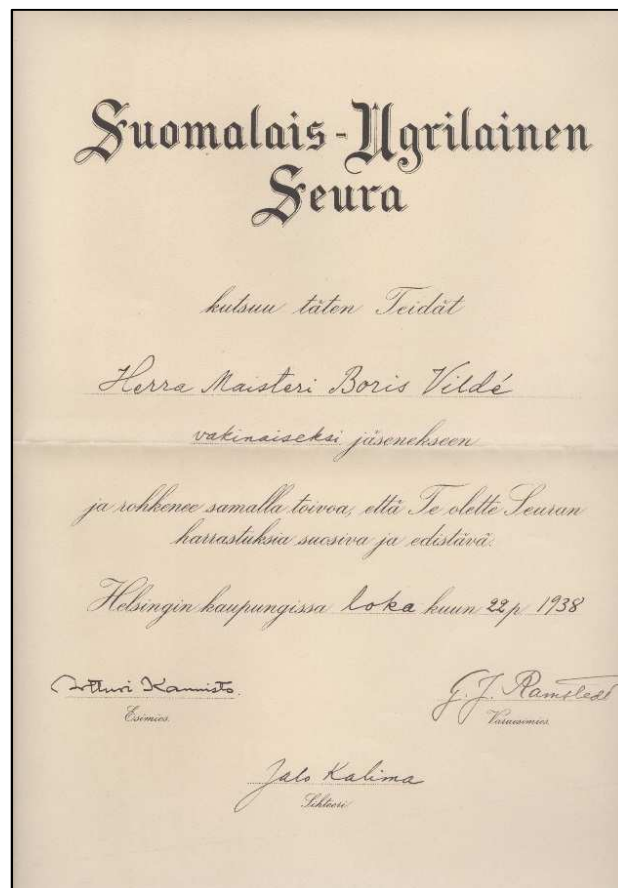 Suomalais-Ugrilainen
Seura
kutsuu täten Teidät
Herra Maisteri Boris Vildé
vakinaiseksi jäsenekseen
ja rohkenee samalla toivoa, että Te olette Seuran
harrastuksia suosiva ja edistävä.
Helsingin kaupungissa loka kuun 22 p. 1938
Artturi Kannisto.
Esimies.
G. J. Ramstedt
Varaesimies.
Jalo Kalima
Sihteeri.